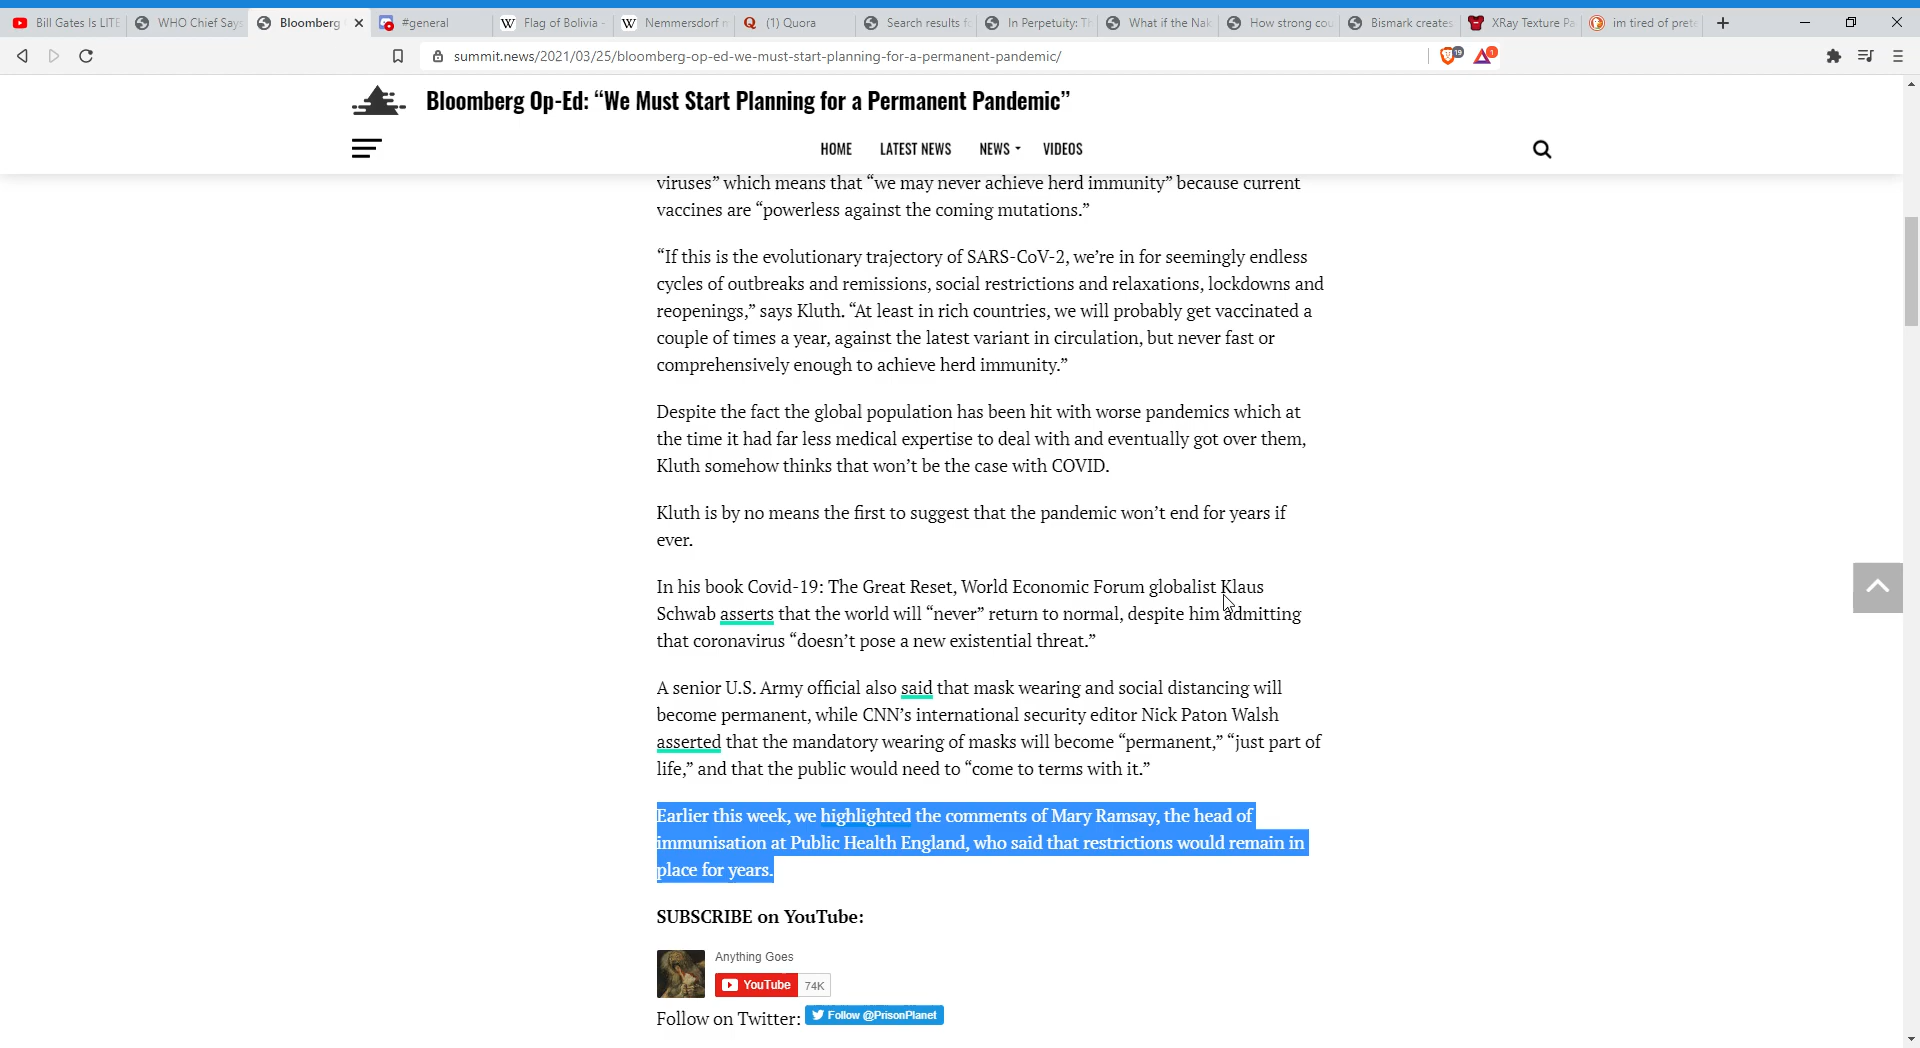 Bill Gates Is LITE
WHO Chief Says
Bloomberg
#general
Flag of Bolivia -
Nemmersdorf m
(1) Quora
Search results f
In Perpetuity: Th
What if the Nak
How strong cou
Bismark creates
XRay Texture Pa
im tired of prete
summit.news/2021/03/25/bloomberg-op-ed-we-must-start-planning-for-a-permanent-pandemic/
19
1
Bloomberg Op-Ed: “We Must Start Planning for a Permanent Pandemic”
HOME LATEST NEWS NEWS VIDEOS
viruses” which means that “we may never achieve herd immunity” because current
vaccines are “powerless against the coming mutations.”
“If this is the evolutionary trajectory of SARS-CoV-2, we’re in for seemingly endless
cycles of outbreaks and remissions, social restrictions and relaxations, lockdowns and
reopenings,” says Kluth. “At least in rich countries, we will probably get vaccinated a
couple of times a year, against the latest variant in circulation, but never fast or
comprehensively enough to achieve herd immunity.”
Despite the fact the global population has been hit with worse pandemics which at
the time it had far less medical expertise to deal with and eventually got over them,
Kluth somehow thinks that won’t be the case with COVID.
Kluth is by no means the first to suggest that the pandemic won’t end for years if
ever.
In his book Covid-19: The Great Reset, World Economic Forum globalist Klaus
Schwab asserts that the world will “never” return to normal, despite him admitting
that coronavirus “doesn’t pose a new existential threat.”
A senior U.S. Army official also said that mask wearing and social distancing will
become permanent, while CNN’s international security editor Nick Paton Walsh
asserted that the mandatory wearing of masks will become “permanent,” “just part of
life,” and that the public would need to “come to terms with it.”
Earlier this week, we highlighted the comments of Mary Ramsay, the head of
immunisation at Public Health England, who said that restrictions would remain in
place for years.
SUBSCRIBE on YouTube:
Anything Goes
YouTube 74K
Follow on Twitter: Follow @PrisonPlanet